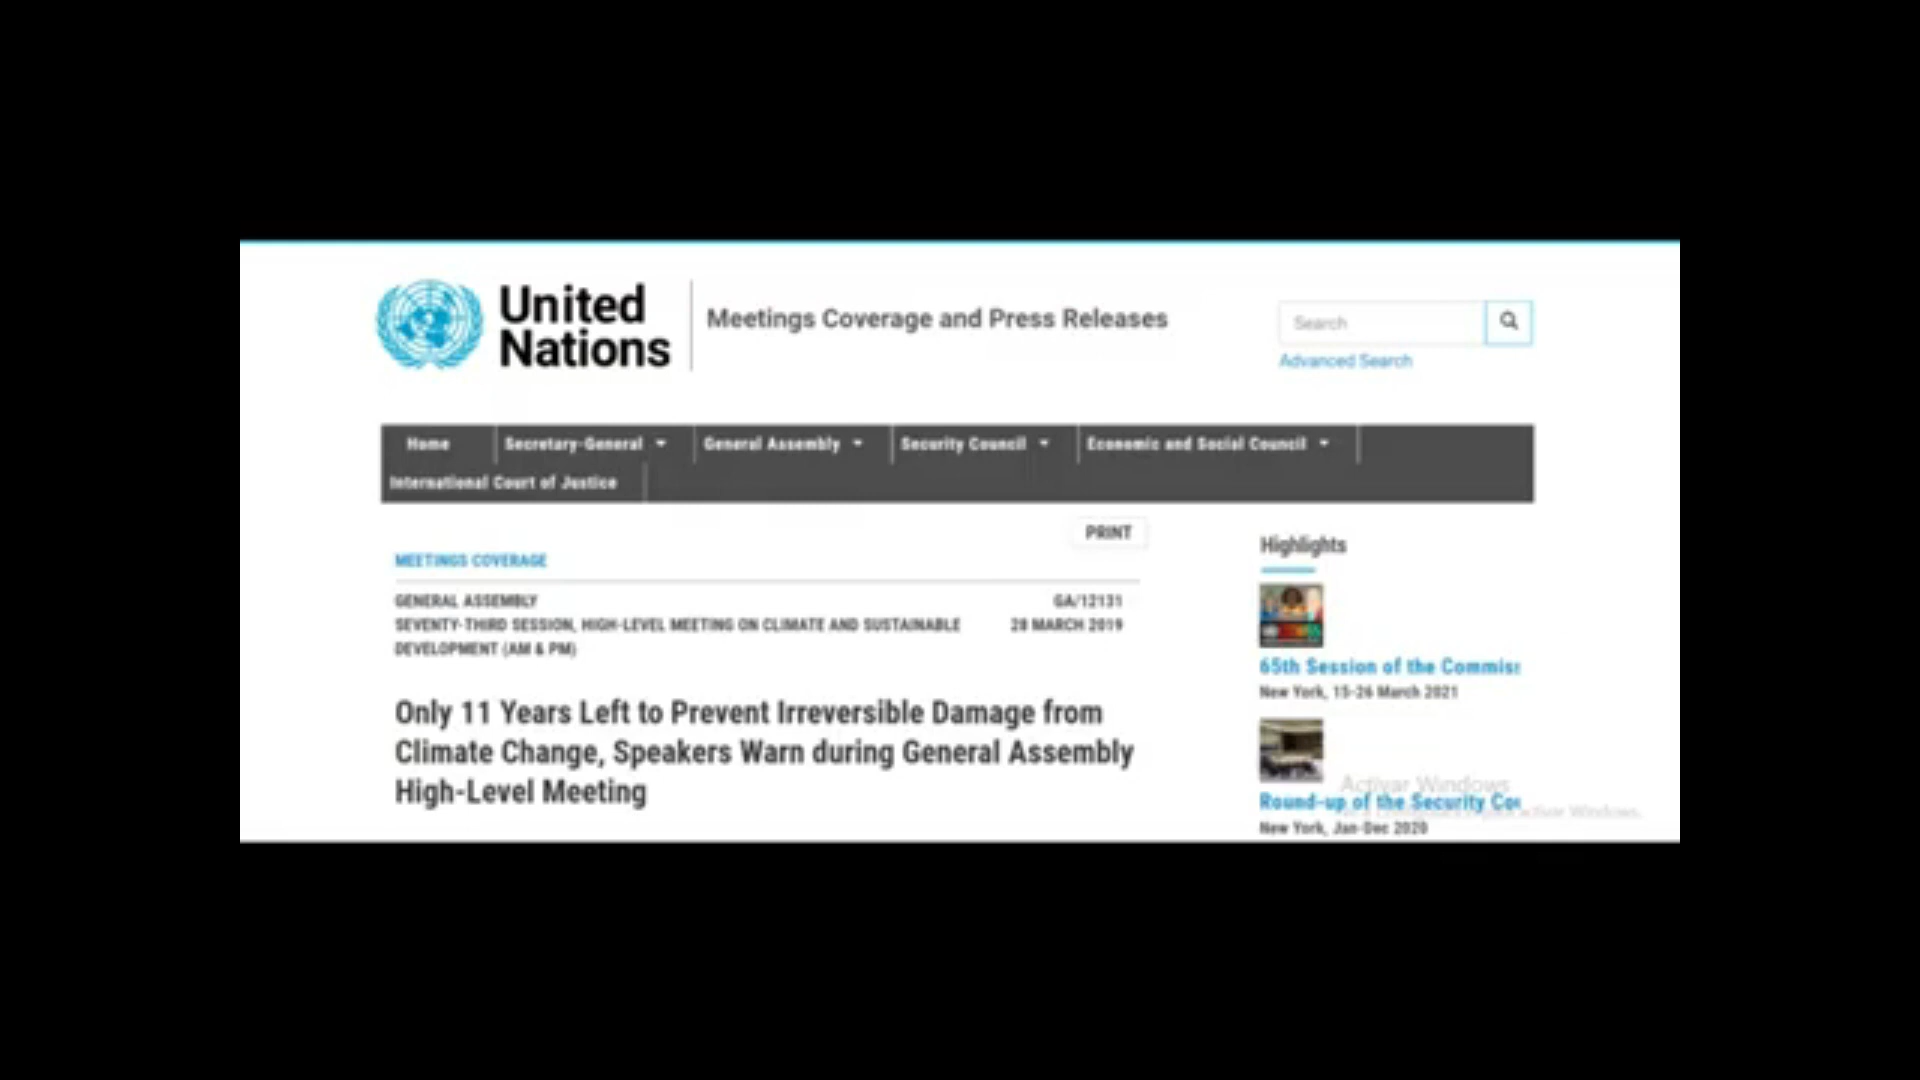 United
Nations
Meetings Coverage and Press Releases
Search
Advanced Search
Home Secretary-General General Assembly Security Council Economic and Social Council
International Court of Justice
PRINT
MEETINGS COVERAGE
GENERAL ASSEMBLY GA/12131
SEVENTY-THIRD SESSION, HIGH-LEVEL MEETING ON CLIMATE AND SUSTAINABLE 28 MARCH 2019
DEVELOPMENT (AM & PM)
Only 11 Years Left to Prevent Irreversible Damage from
Climate Change, Speakers Warn during General Assembly
High-Level Meeting
Highlights
65th Session of the Commis
New York, 15-26 March 2021
Activar Windows
Round-up of the Security Cou
activar Windows.
New York, Jan-Dec 2020